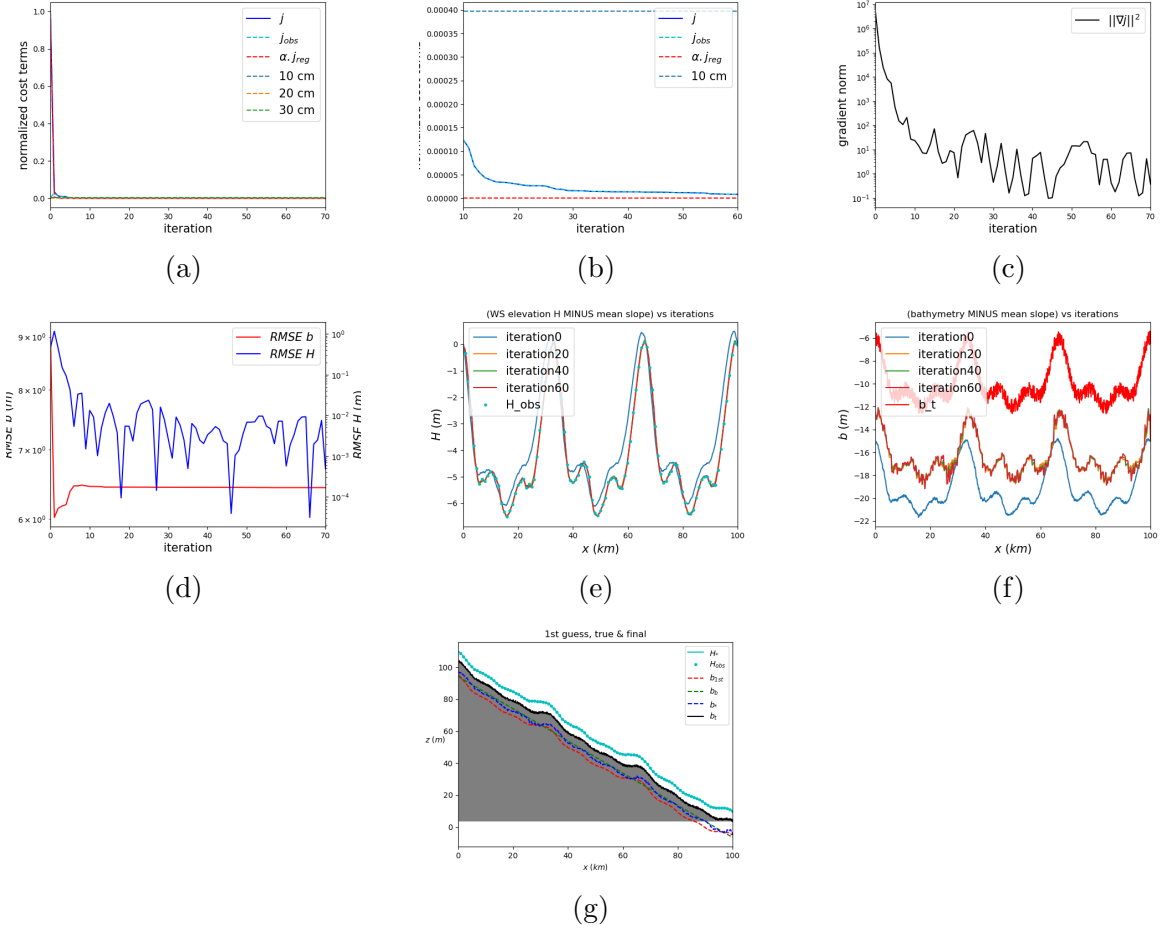 1.0
0.8
0.6
0.4
0.2
0.0
normalized cost terms
j
j_obs
α.j_reg
10 cm
20 cm
30 cm
0 10 20 30 40 50 60 70
iteration
(a)
0.00040
0.00035
0.00030
0.00025
0.00020
0.00015
0.00010
0.00005
0.00000
j
j_obs
α.j_reg
10 cm
10 20 30 40 50 60
iteration
(b)
10^7
10^6
10^5
10^4
10^3
10^2
10^1
10^0
10^-1
gradient norm
||∇j||^2
0 10 20 30 40 50 60 70
iteration
(c)
9×10^0
8×10^0
7×10^0
6×10^0
RMSE b (m)
RMSE b
RMSE H
10^0
10^-1
10^-2
10^-3
10^-4
RMSE H (m)
0 10 20 30 40 50 60 70
iteration
(d)
(WS elevation H MINUS mean slope) vs iterations
0
−1
−2
−3
−4
−5
−6
H (m)
iteration0
iteration20
iteration40
iteration60
H_obs
0 20 40 60 80 100
x (km)
(e)
(bathymetry MINUS mean slope) vs iterations
−6
−8
−10
−12
−14
−16
−18
−20
−22
b (m)
iteration0
iteration20
iteration40
iteration60
b_t
0 20 40 60 80 100
x (km)
(f)
1st guess, true & final
100
80
60
40
20
0
z (m)
H_*
H_obs
b_1st
b_b
b_*
b_t
0 20 40 60 80 100
x (km)
(g)